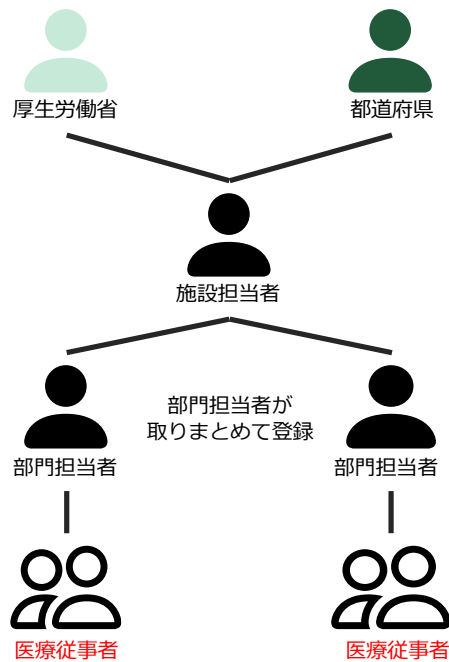 厚生労働省
都道府県
施設担当者
部門担当者が
取りまとめて登録
部門担当者
部門担当者
医療従事者
医療従事者